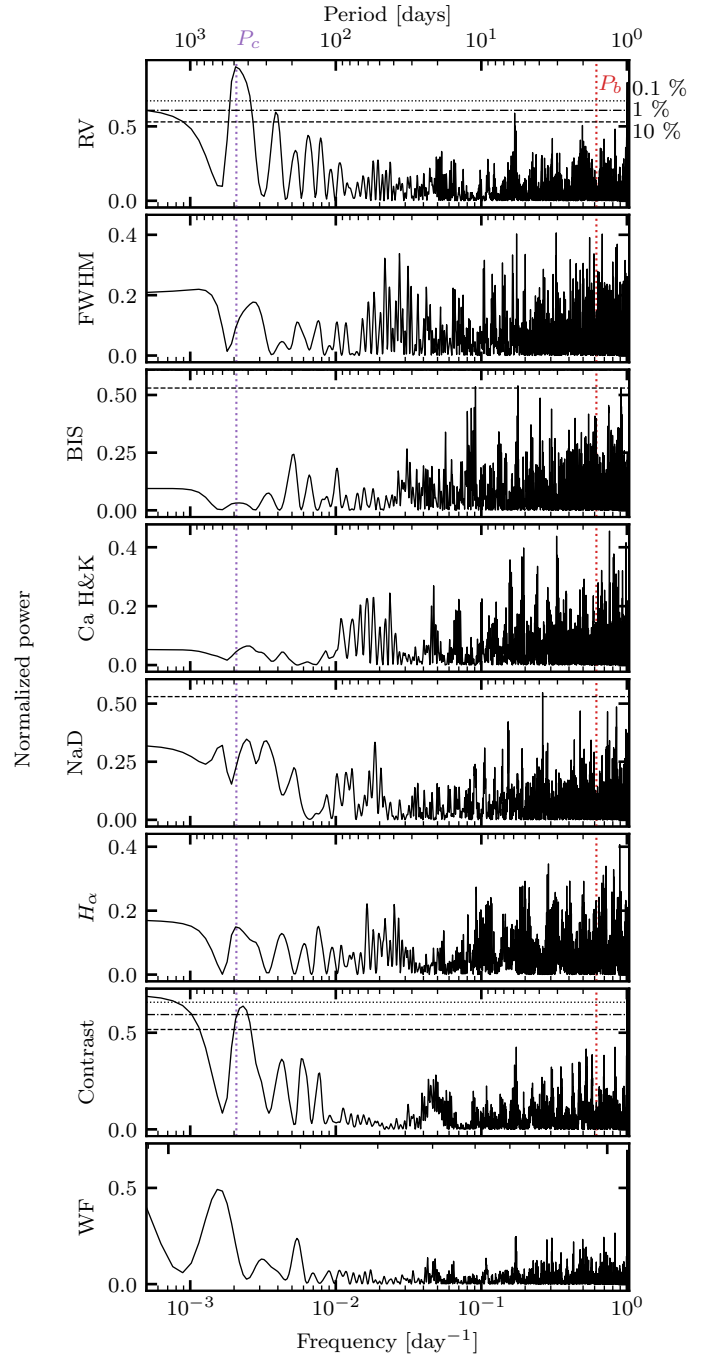 Period [days]
10³ 10² 10¹ 10⁰
P_c
P_b
0.1 %
1 %
10 %
RV
0.5
0.0
FWHM
0.4
0.2
0.0
BIS
0.50
0.25
0.00
Ca H&K
0.4
0.2
0.0
Normalized power
NaD
0.50
0.25
0.00
H_α
0.4
0.2
0.0
Contrast
0.5
0.0
WF
0.5
0.0
10⁻³ 10⁻² 10⁻¹ 10⁰
Frequency [day⁻¹]